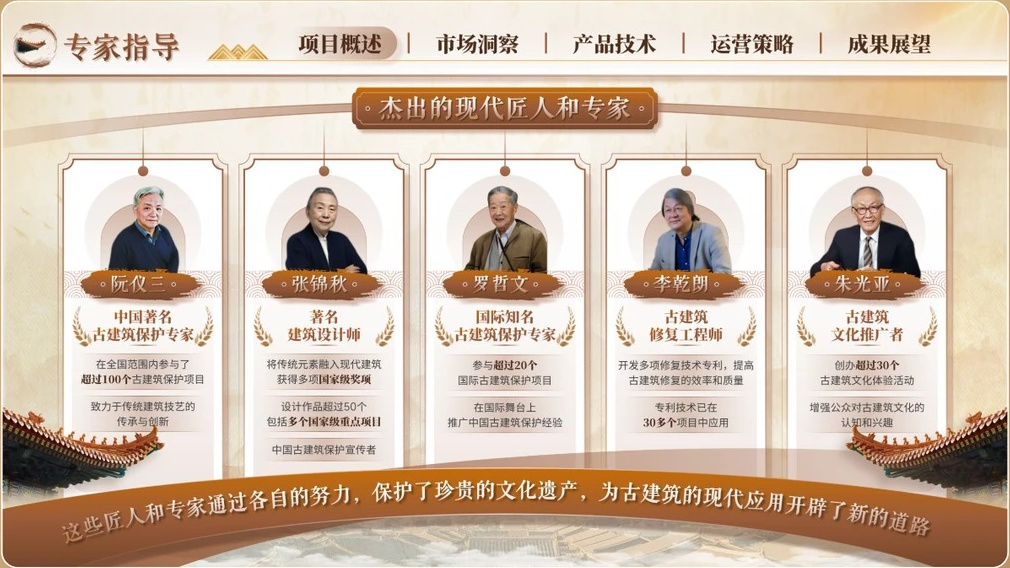 专家指导
项目概述
市场洞察
产品技术
运营策略
成果展望
杰出的现代匠人和专家
阮仪三
中国著名
古建筑保护专家
在全国范围内参与了
超过100个古建筑保护项目
致力于传统建筑技艺的
传承与创新
张锦秋
著名
建筑设计师
将传统元素融入现代建筑
获得多项国家级奖项
设计作品超过50个
包括多个国家级重点项目
中国古建筑保护宣传者
罗哲文
国际知名
古建筑保护专家
参与超过20个
国际古建筑保护项目
在国际舞台上
推广中国古建筑保护经验
李乾朗
古建筑
修复工程师
开发多项修复技术专利，提高
古建筑修复的效率和质量
专利技术已在
30多个项目中应用
朱光亚
古建筑
文化推广者
创办超过30个
古建筑文化体验活动
增强公众对古建筑文化的
认知和兴趣
这些匠人和专家通过各自的努力，保护了珍贵的文化遗产，为古建筑的现代应用开辟了新的道路